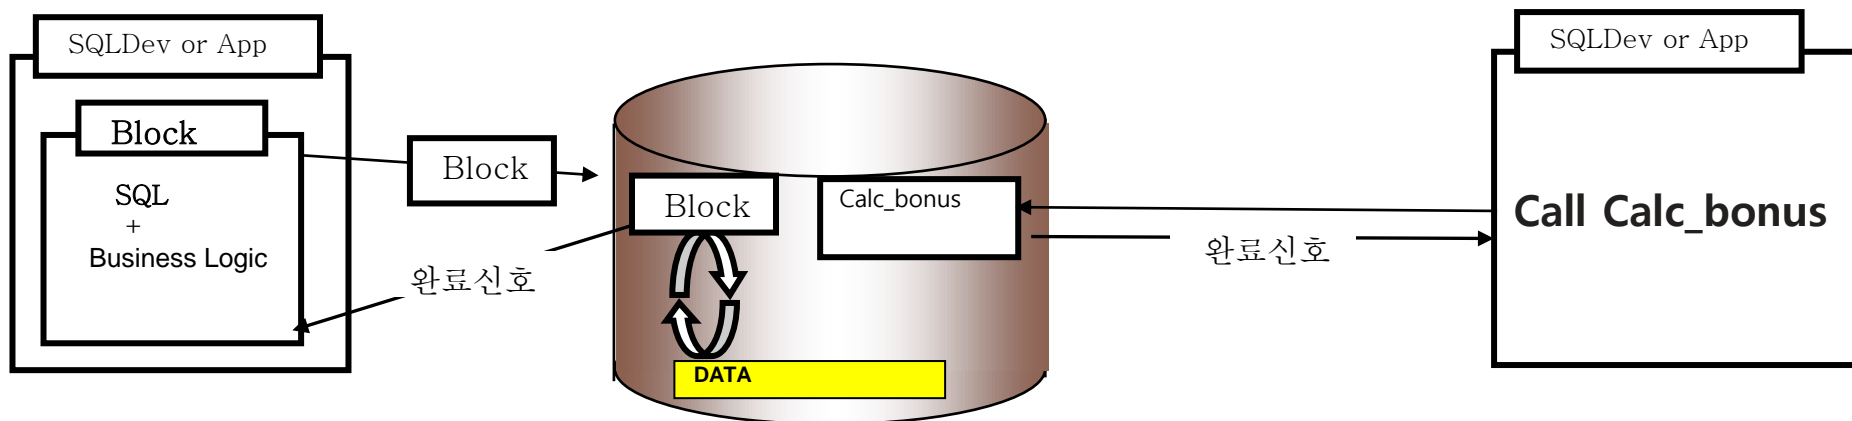 SQLDev or App
Block
SQL
+
Business Logic
Block
완료신호
Block
Calc_bonus
DATA
완료신호
SQLDev or App
Call Calc_bonus